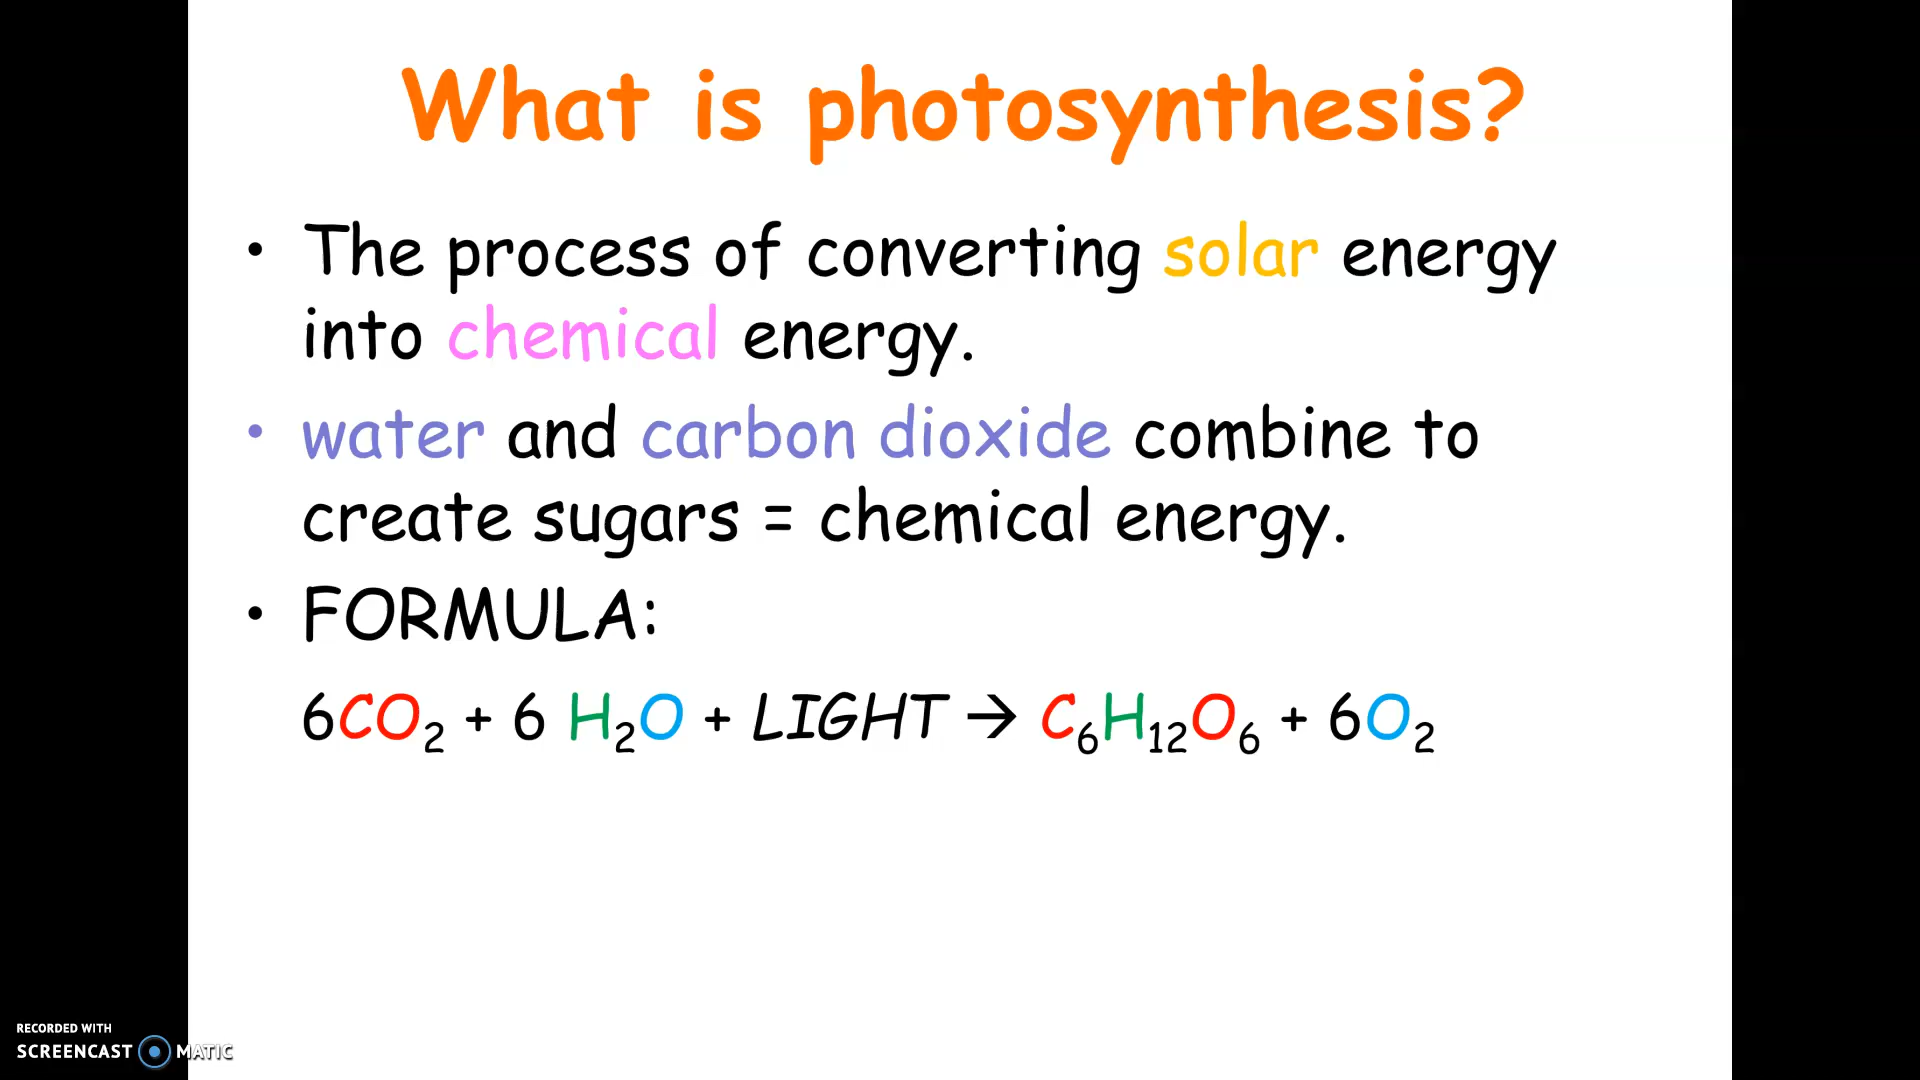 What is photosynthesis?
• The process of converting solar energy
into chemical energy.
• water and carbon dioxide combine to
create sugars = chemical energy.
• FORMULA:
6CO₂ + 6 H₂O + LIGHT → C₆H₁₂O₆ + 6O₂
RECORDED WITH
SCREENCAST MATIC